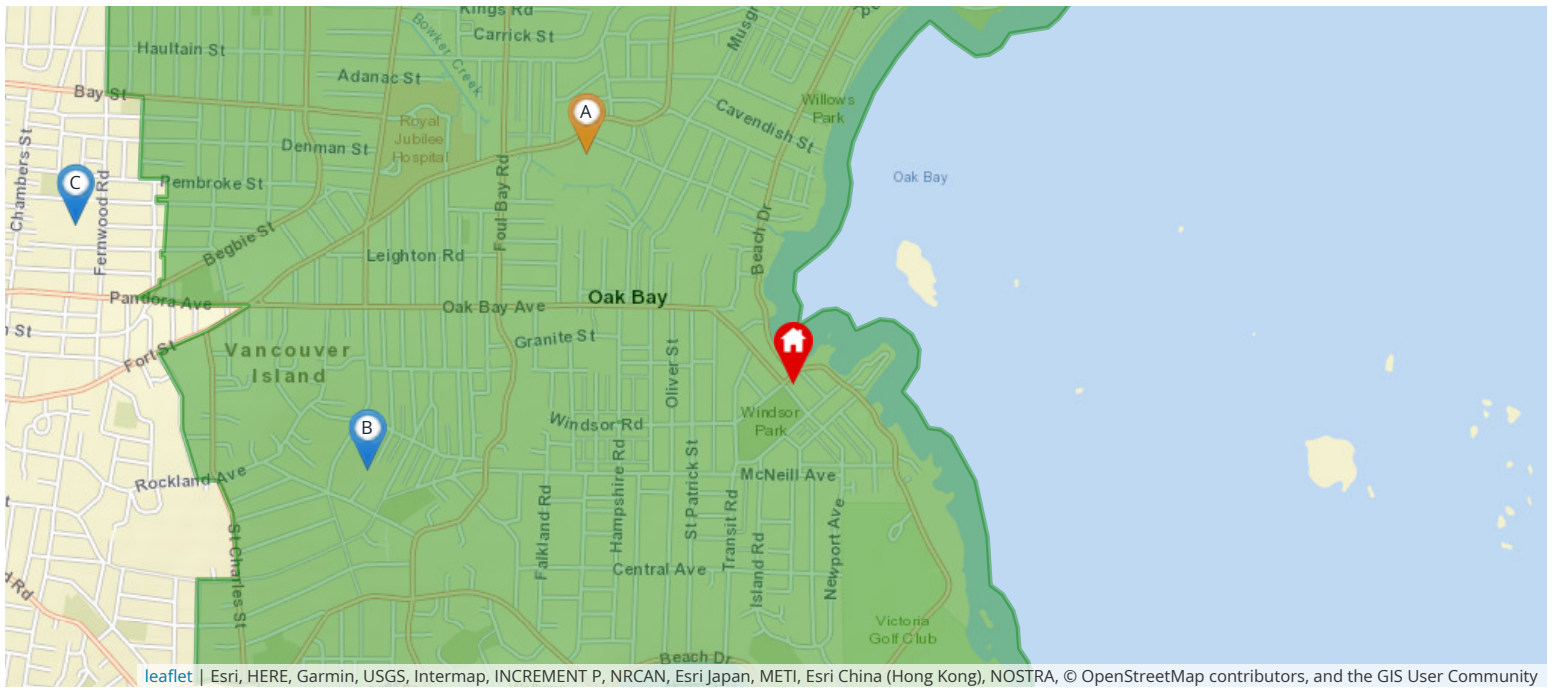 Kings Rd
Carrick St
Musgr
Haultain St
Bowker Creek
Adanac St
Bay St
A
Willows
Park
Cavendish St
Royal
Jubilee
Hospital
Denman St
Chambers St
C
Fernwood Rd
Pembroke St
Foul Bay Rd
Oak Bay
Begbie St
Leighton Rd
Beach Dr
Pandora Ave
Oak Bay Ave
Oak Bay
St
Fort St
Granite St
Vancouver
Island
Oliver St
B
Windsor Rd
Windsor
Park
Rockland Ave
McNeill Ave
Hampshire Rd
St Patrick St
Falkland Rd
Transit Rd
Newport Ave
Island Rd
St Charles St
Central Ave
d Rd
Victoria
Golf Club
Beach Dr
leaflet | Esri, HERE, Garmin, USGS, Intermap, INCREMENT P, NRCAN, Esri Japan, METI, Esri China (Hong Kong), NOSTRA, © OpenStreetMap contributors, and the GIS User Community